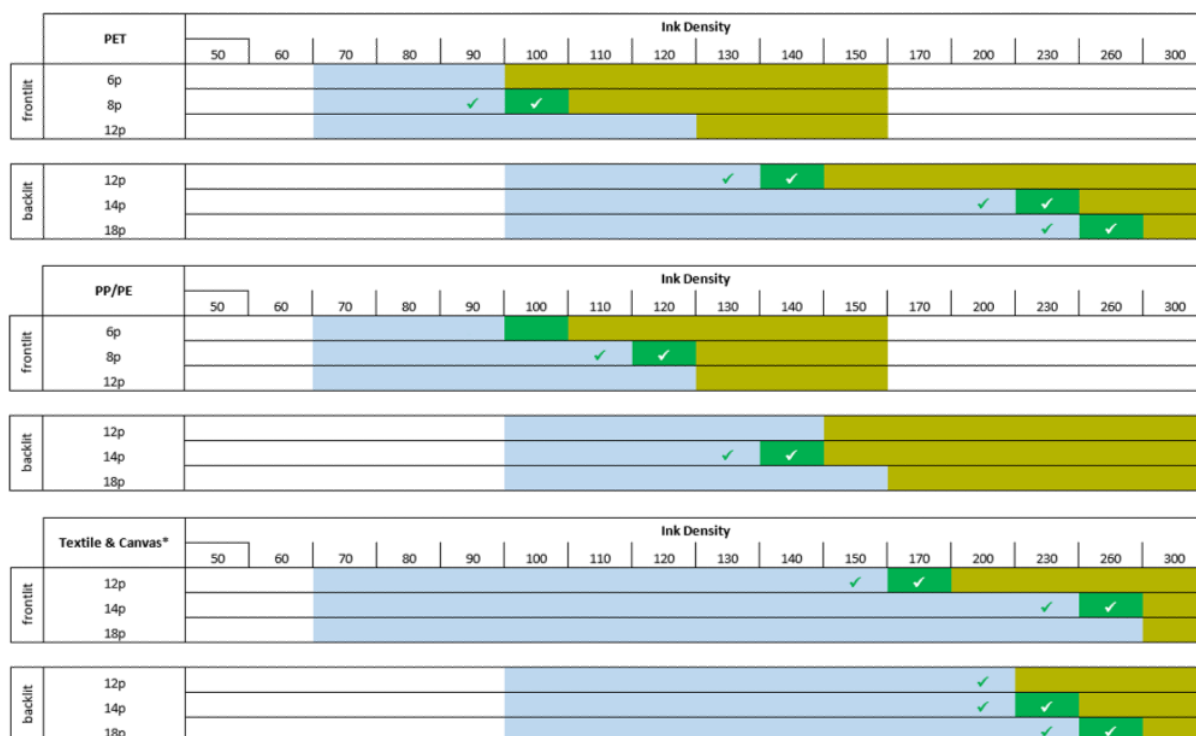 PET Ink Density
50 60 70 80 90 100 110 120 130 140 150 170 200 230 260 300
frontlit
6p
8p ✓ ✓
12p
backlit
12p ✓ ✓
14p ✓ ✓
18p ✓ ✓
PP/PE Ink Density
50 60 70 80 90 100 110 120 130 140 150 170 200 230 260 300
frontlit
6p
8p ✓ ✓
12p
backlit
12p
14p ✓ ✓
18p
Textile & Canvas* Ink Density
50 60 70 80 90 100 110 120 130 140 150 170 200 230 260 300
frontlit
12p ✓ ✓
14p ✓ ✓
18p
backlit
12p ✓
14p ✓ ✓
18p ✓ ✓